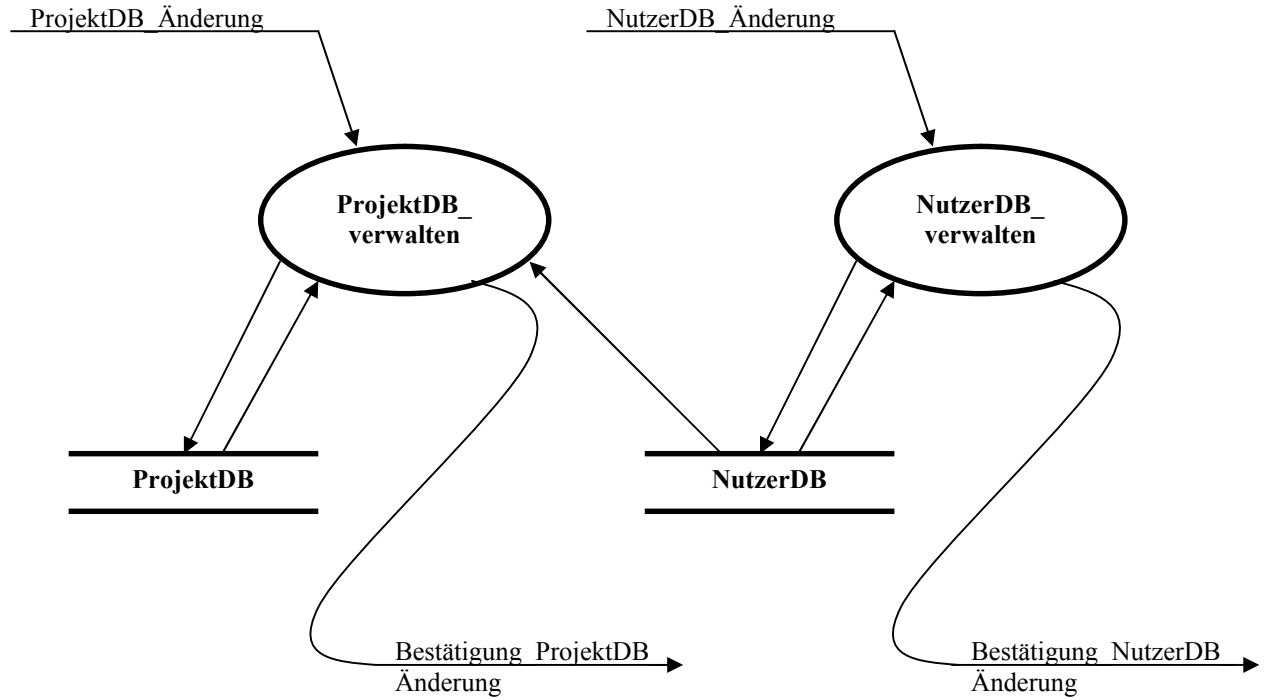 ProjektDB_Änderung
NutzerDB_Änderung
ProjektDB_
verwalten
NutzerDB_
verwalten
ProjektDB
NutzerDB
Bestätigung_ProjektDB
Änderung
Bestätigung_NutzerDB
Änderung